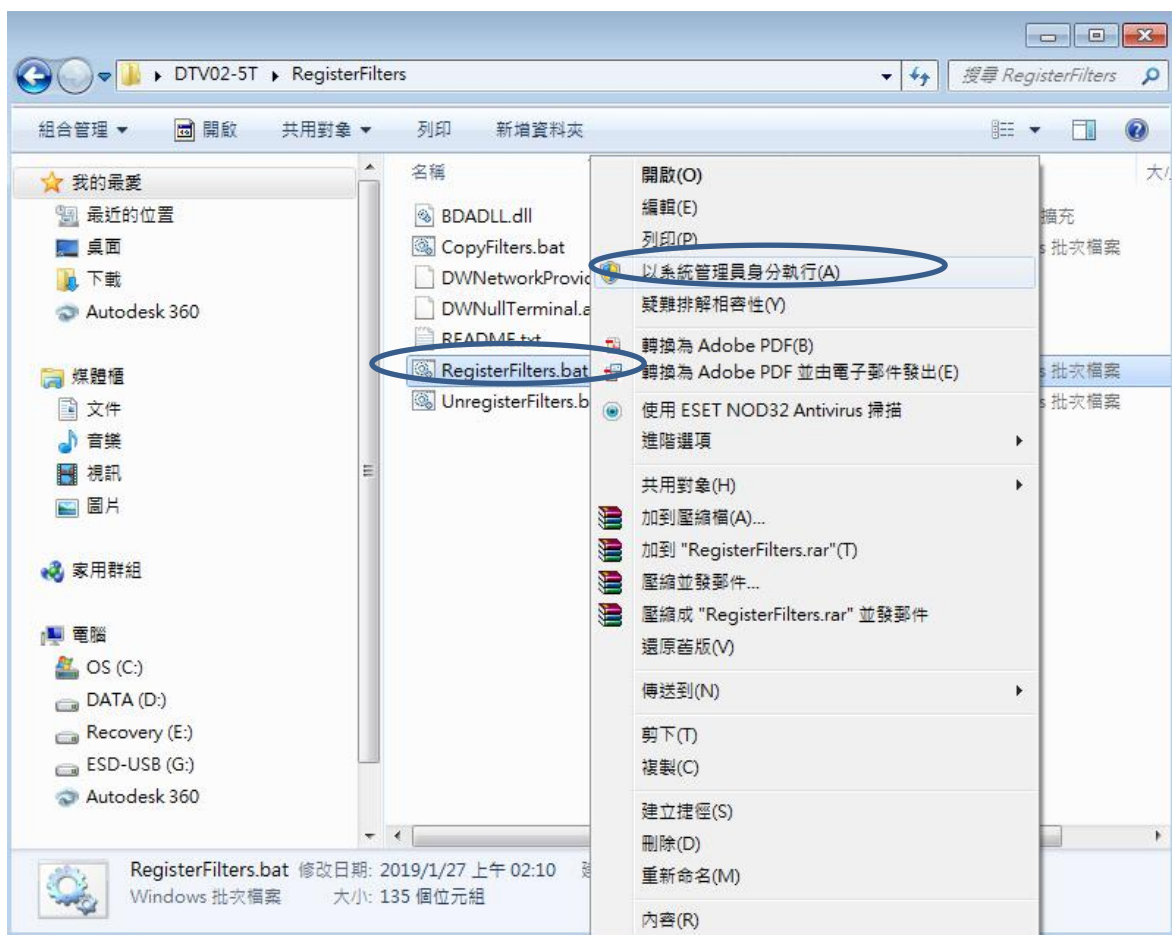 DTV02-5T ▸ RegisterFilters
搜尋 RegisterFilters
組合管理 開啟 共用對象 列印 新增資料夾
我的最愛
最近的位置
桌面
下載
Autodesk 360
媒體櫃
文件
音樂
視訊
圖片
家用群組
電腦
OS (C:)
DATA (D:)
Recovery (E:)
ESD-USB (G:)
Autodesk 360
名稱
BDADLL.dll
CopyFilters.bat
DWNetworkProvid
DWNullTerminal.a
README.txt
RegisterFilters.bat
UnregisterFilters.b
開啟(O)
編輯(E)
列印(P)
以系統管理員身分執行(A)
疑難排解相容性(Y)
轉換為 Adobe PDF(B)
轉換為 Adobe PDF 並由電子郵件發出(E)
使用 ESET NOD32 Antivirus 掃描
進階選項
共用對象(H)
加到壓縮檔(A)...
加到 "RegisterFilters.rar"(T)
壓縮並發郵件...
壓縮成 "RegisterFilters.rar" 並發郵件
還原舊版(V)
傳送到(N)
剪下(T)
複製(C)
建立捷徑(S)
刪除(D)
重新命名(M)
內容(R)
擴充
s 批次檔案
s 批次檔案
s 批次檔案
RegisterFilters.bat 修改日期: 2019/1/27 上午 02:10
Windows 批次檔案 大小: 135 個位元組